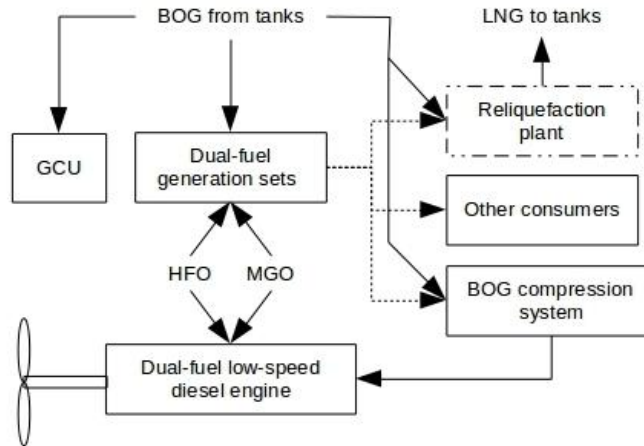 BOG from tanks
LNG to tanks
GCU
Dual-fuel
generation sets
Reliquefaction
plant
Other consumers
HFO
MGO
BOG compression
system
Dual-fuel low-speed
diesel engine